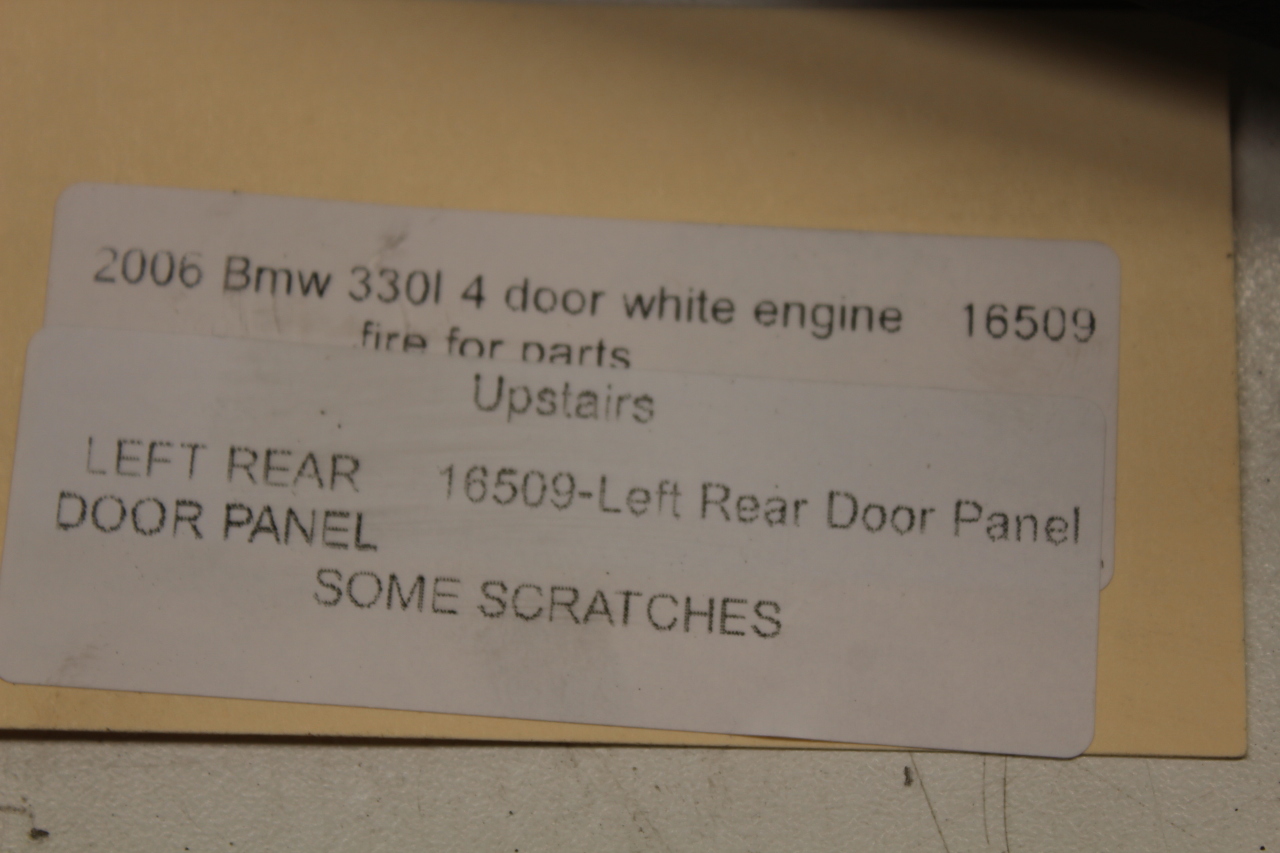 2006 Bmw 330I 4 door white engine 16509
fire for parts
Upstairs
LEFT REAR 16509-Left Rear Door Panel
DOOR PANEL
SOME SCRATCHES